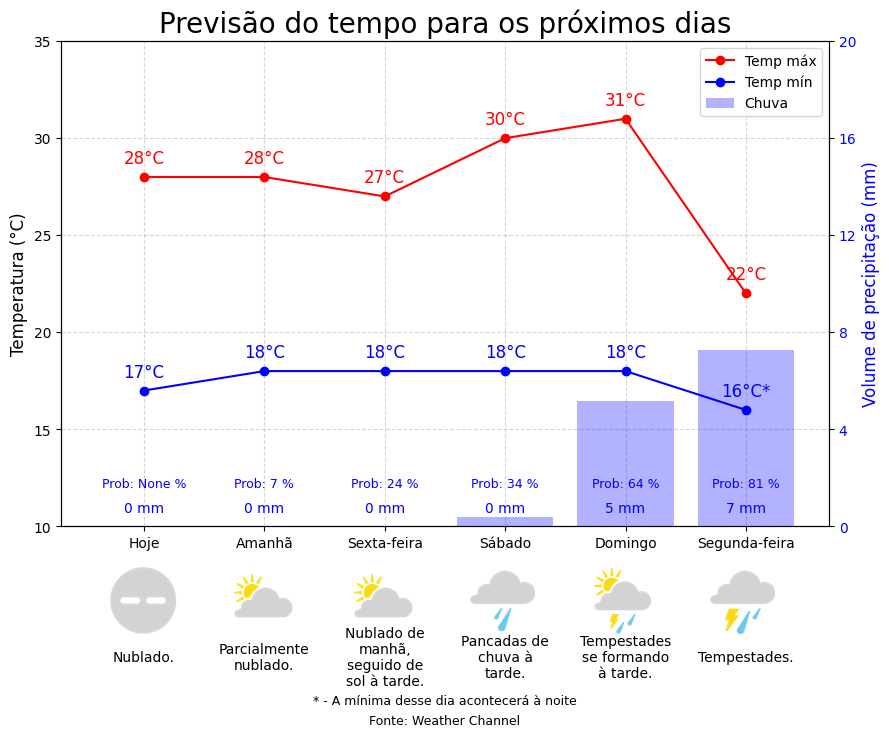 Previsão do tempo para os próximos dias
Temperatura (°C)
35
30
25
20
15
10
Volume de precipitação (mm)
20
16
12
8
4
0
Temp máx
Temp mín
Chuva
28°C
28°C
27°C
30°C
31°C
22°C
17°C
18°C
18°C
18°C
18°C
16°C*
Prob: None %
Prob: 7 %
Prob: 24 %
Prob: 34 %
Prob: 64 %
Prob: 81 %
0 mm
0 mm
0 mm
0 mm
5 mm
7 mm
Hoje
Amanhã
Sexta-feira
Sábado
Domingo
Segunda-feira
Nublado.
Parcialmente
nublado.
Nublado de
manhã,
seguido de
sol à tarde.
Pancadas de
chuva à
tarde.
Tempestades
se formando
à tarde.
Tempestades.
* - A mínima desse dia acontecerá à noite
Fonte: Weather Channel